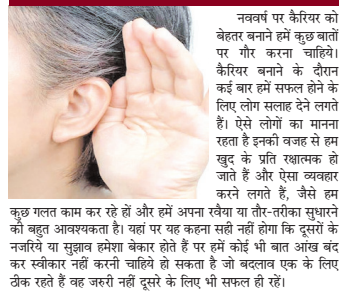 नववर्ष पर कैरियर को
बेहतर बनाने हमें कुछ बातों
पर गौर करना चाहिये।
कैरियर बनाने के दौरान
कई बार हमें सफल होने के
लिए लोग सलाह देने लगते
हैं। ऐसे लोगों का मानना
रहता है इनकी वजह से हम
खुद के प्रति रक्षात्मक हो
जाते हैं और ऐसा व्यवहार
करने लगते हैं, जैसे हम
कुछ गलत काम कर रहे हों और हमें अपना रवैया या तौर-तरीका सुधारने
की बहुत आवश्यकता है। यहां पर यह कहना सही नहीं होगा कि दूसरों के
नजरिये या सुझाव हमेशा बेकार होते हैं पर हमें कोई भी बात आंख बंद
कर स्वीकार नहीं करनी चाहिये हो सकता है जो बदलाव एक के लिए
ठीक रहते हैं वह जरुरी नहीं दूसरे के लिए भी सफल ही रहें।